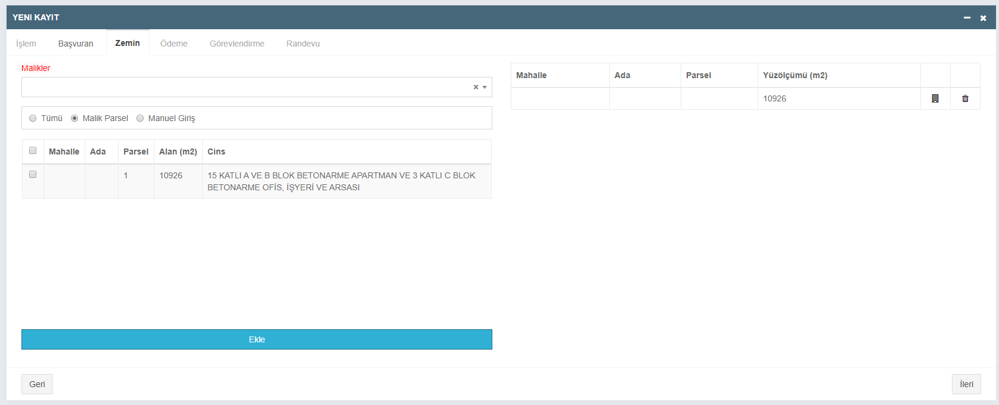 YENI KAYIT
İşlem Başvuran Zemin Ödeme Görevlendirme Randevu
Malikler
Tümü Malik Parsel Manuel Giriş
Mahalle Ada Parsel Alan (m2) Cins
1 10926 15 KATLI A VE B BLOK BETONARME APARTMAN VE 3 KATLI C BLOK
BETONARME OFİS, İŞYERİ VE ARSASI
Ekle
Mahalle Ada Parsel Yüzölçümü (m2)
10926
Geri İleri